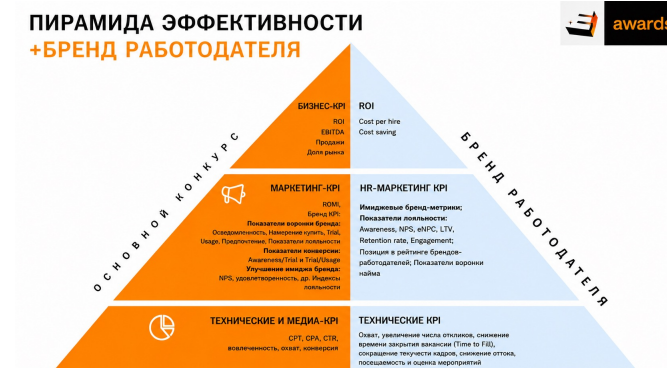 ПИРАМИДА ЭФФЕКТИВНОСТИ
+БРЕНД РАБОТОДАТЕЛЯ
awards
ОСНОВНОЙ КОНКУРС
БРЕНД РАБОТОДАТЕЛЯ
БИЗНЕС-KPI
ROI
EBITDA
Продажи
Доля рынка
ROI
Cost per hire
Cost saving
МАРКЕТИНГ-KPI
ROMI,
Бренд KPI:
Показатели воронки бренда:
Осведомленность, Намерение купить, Trial,
Usage, Предпочтение, Показатели лояльности
Показатели конверсии:
Awareness/Trial и Trial/Usage
Улучшение имиджа бренда:
NPS, удовлетворенность, др. Индексы
лояльности
HR-МАРКЕТИНГ KPI
Имиджевые бренд-метрики;
Показатели лояльности:
Awareness, NPS, eNPC, LTV,
Retention rate, Engagement;
Позиция в рейтинге брендов-
работодателей; Показатели воронки
найма
ТЕХНИЧЕСКИЕ И МЕДИА-KPI
CPT, CPA, CTR,
вовлеченность, охват, конверсия
ТЕХНИЧЕСКИЕ KPI
Охват, увеличение числа откликов, снижение
времени закрытия вакансии (Time to Fill),
сокращение текучести кадров, снижение оттока,
посещаемость и оценка мероприятий